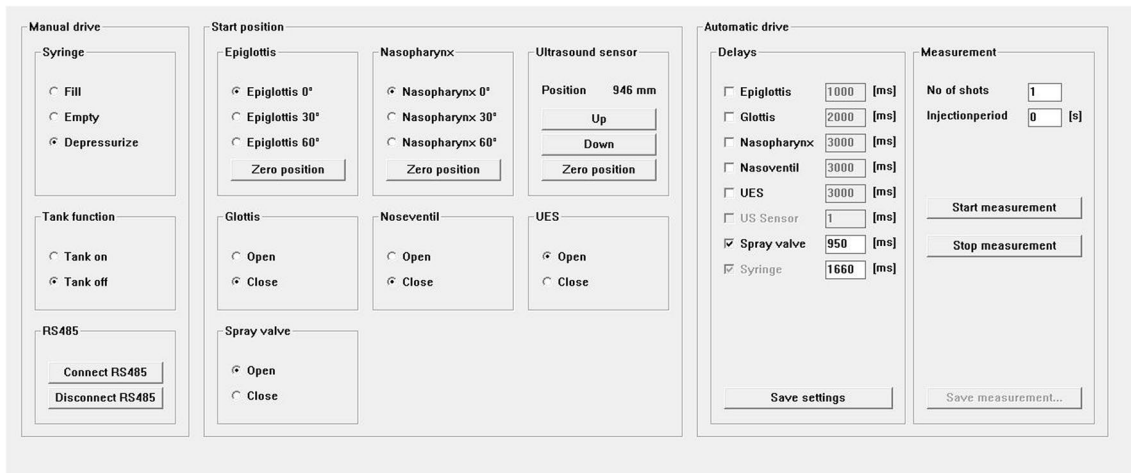 Manual drive
Syringe
Fill
Empty
Depressurize
Tank function
Tank on
Tank off
RS485
Connect RS485
Disconnect RS485
Start position
Epiglottis
Epiglottis 0°
Epiglottis 30°
Epiglottis 60°
Zero position
Nasopharynx
Nasopharynx 0°
Nasopharynx 30°
Nasopharynx 60°
Zero position
Ultrasound sensor
Position 946 mm
Up
Down
Zero position
Glottis
Open
Close
Noseventil
Open
Close
UES
Open
Close
Spray valve
Open
Close
Automatic drive
Delays
Epiglottis 1000 [ms]
Glottis 2000 [ms]
Nasopharynx 3000 [ms]
Nasoventil 3000 [ms]
UES 3000 [ms]
US Sensor 1 [ms]
Spray valve 950 [ms]
Syringe 1660 [ms]
Save settings
Measurement
No of shots 1
Injectionperiod 0 [s]
Start measurement
Stop measurement
Save measurement...